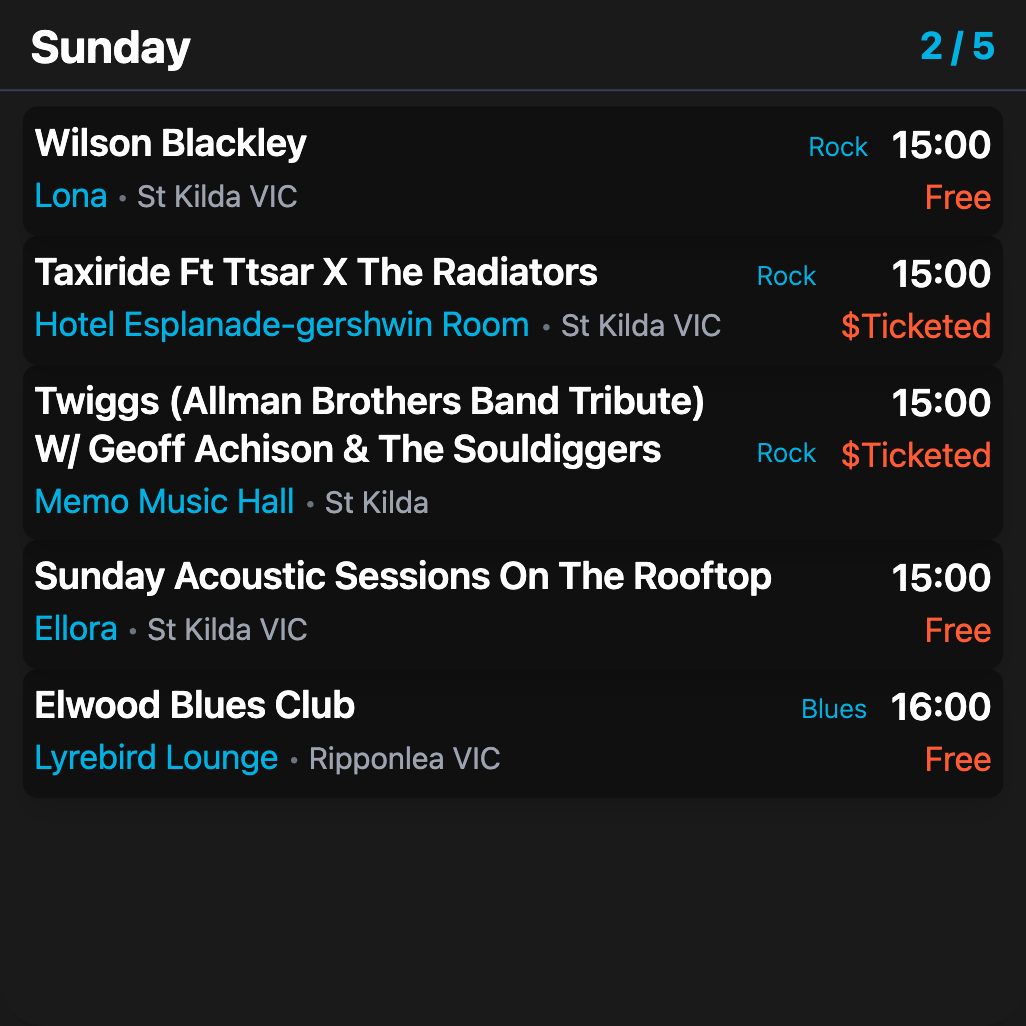 Sunday 2 / 5
Wilson Blackley Rock 15:00
Lona • St Kilda VIC Free
Taxiride Ft Ttsar X The Radiators Rock 15:00
Hotel Esplanade-gershwin Room • St Kilda VIC $Ticketed
Twiggs (Allman Brothers Band Tribute) 15:00
W/ Geoff Achison & The Souldiggers Rock $Ticketed
Memo Music Hall • St Kilda
Sunday Acoustic Sessions On The Rooftop 15:00
Ellora • St Kilda VIC Free
Elwood Blues Club Blues 16:00
Lyrebird Lounge • Ripponlea VIC Free